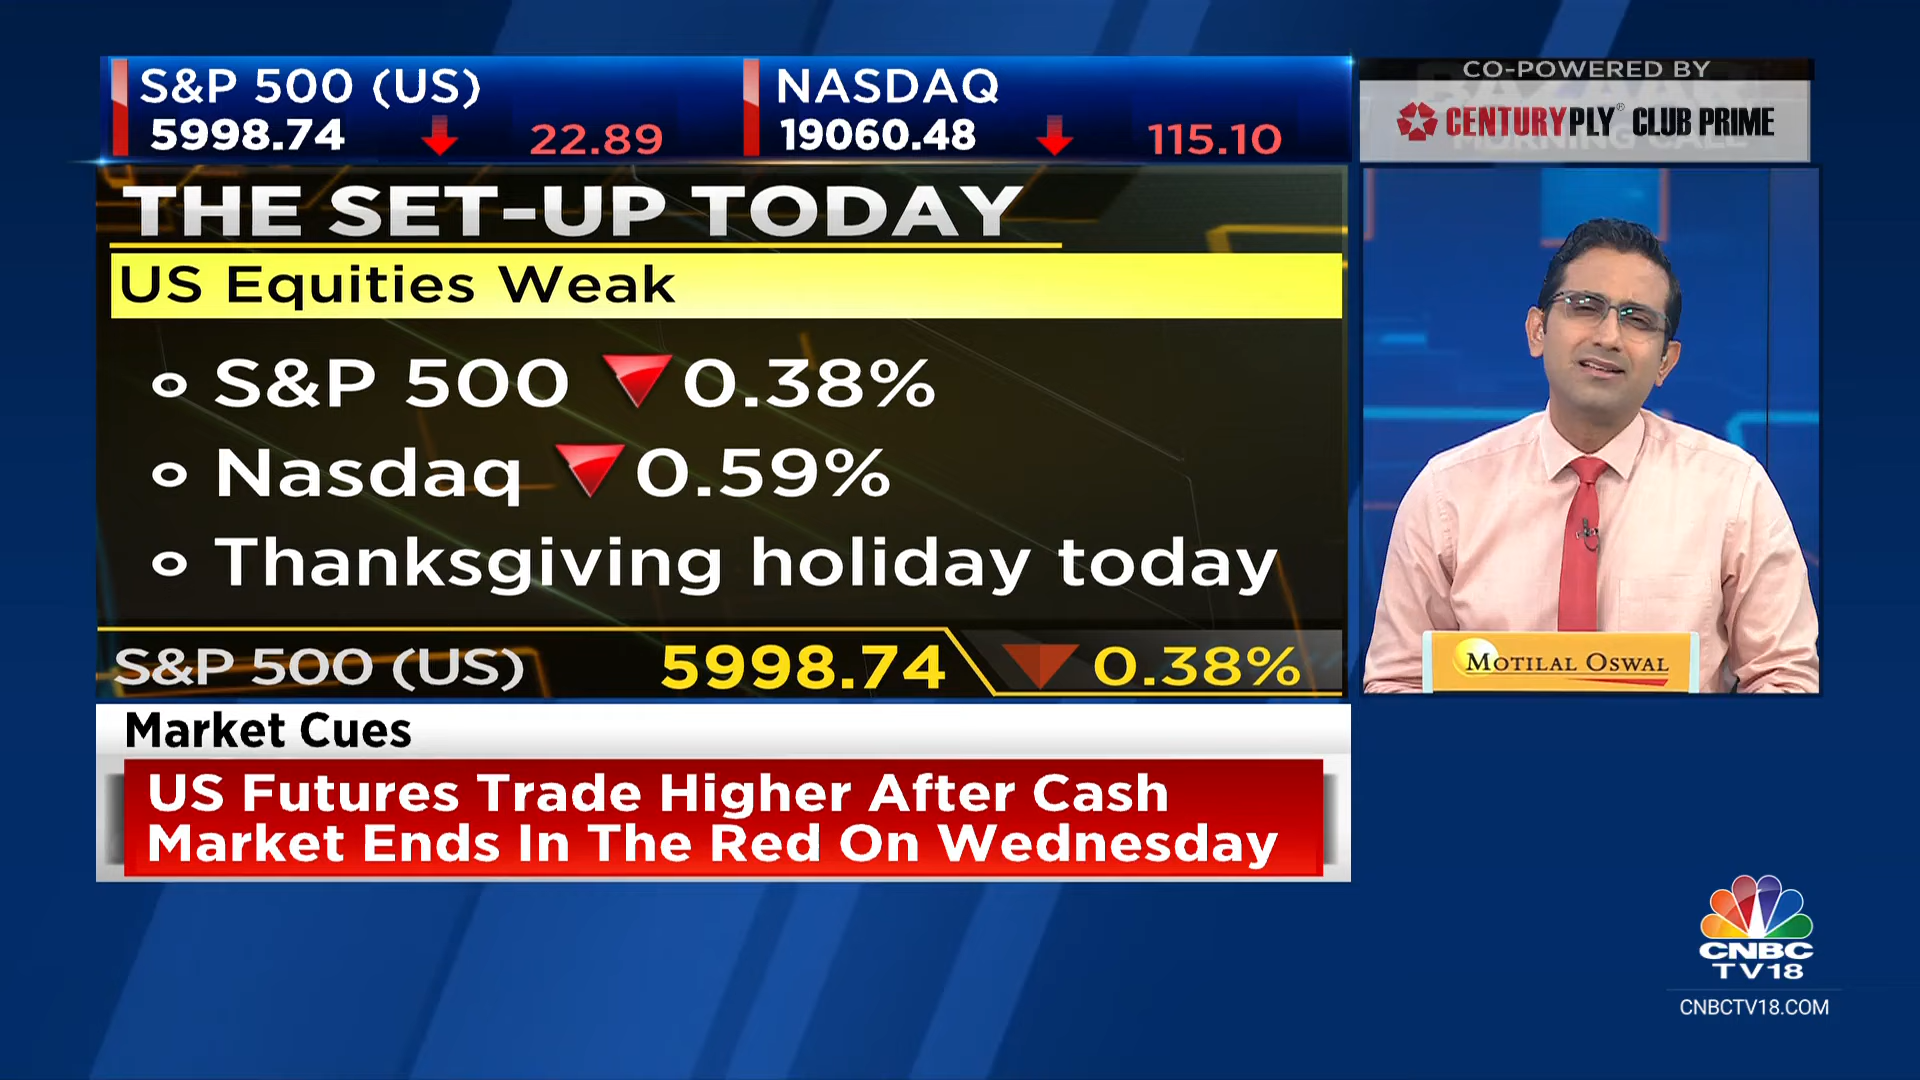 S&P 500 (US)
5998.74 22.89
NASDAQ
19060.48 115.10
CO-POWERED BY
CENTURYPLY® CLUB PRIME
THE SET-UP TODAY
US Equities Weak
S&P 500 0.38%
Nasdaq 0.59%
Thanksgiving holiday today
S&P 500 (US) 5998.74 0.38%
MOTILAL OSWAL
Market Cues
US Futures Trade Higher After Cash
Market Ends In The Red On Wednesday
CNBC
TV18
CNBCTV18.COM